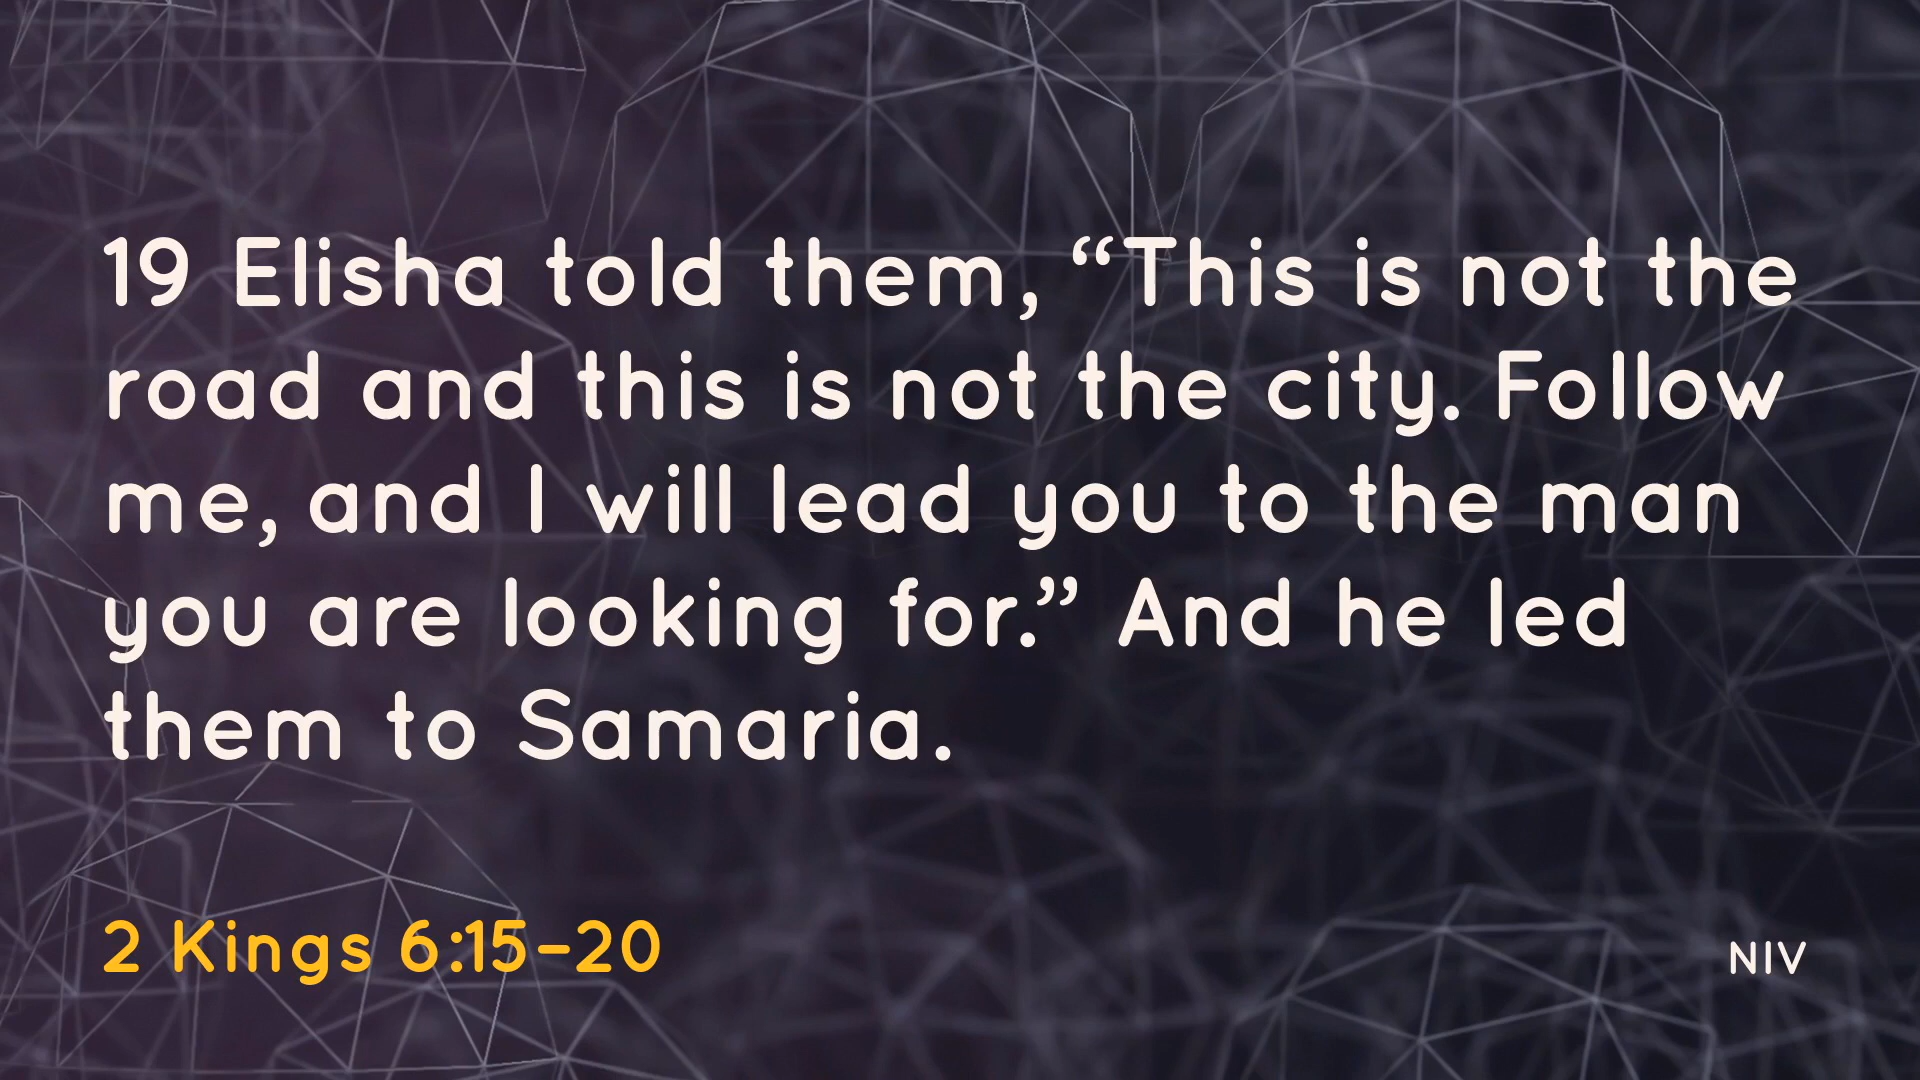 19 Elisha told them, “This is not the
road and this is not the city. Follow
me, and I will lead you to the man
you are looking for.” And he led
them to Samaria.
2 Kings 6:15–20
NIV